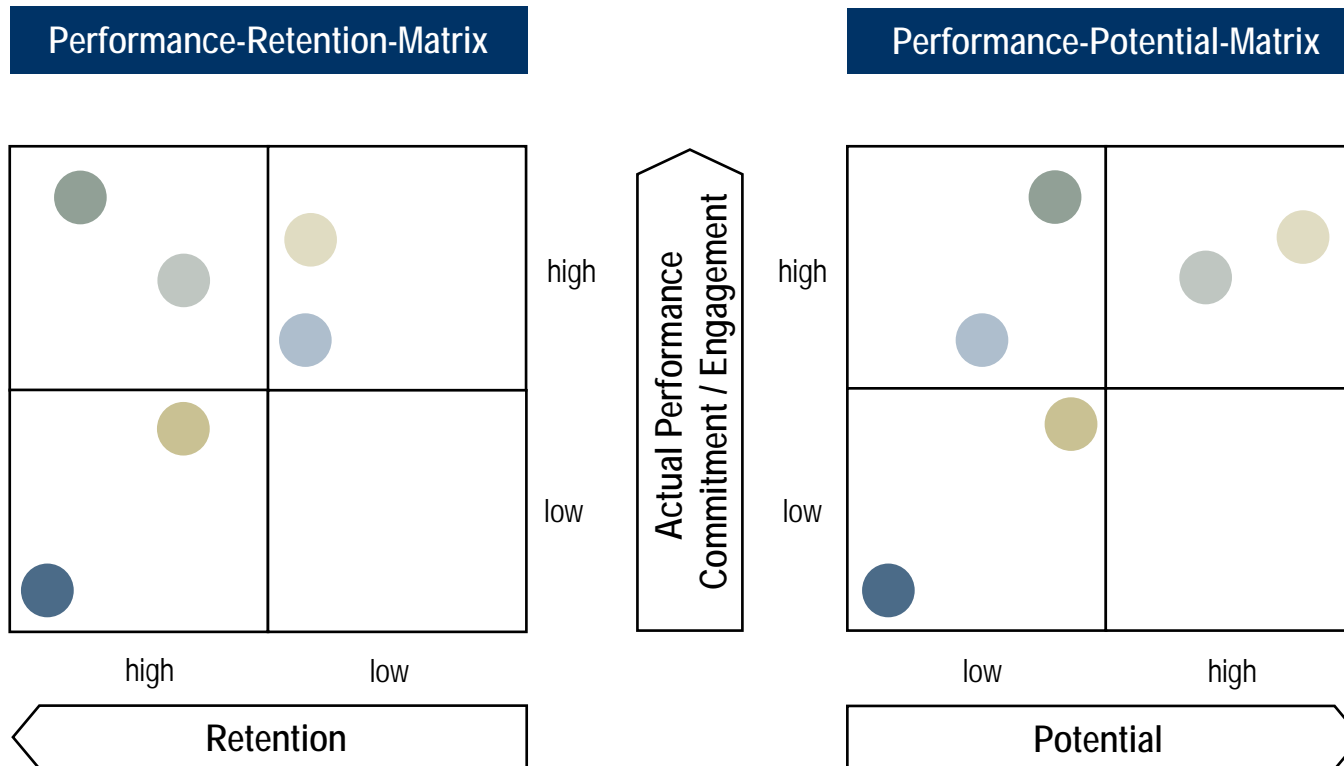 Performance-Retention-Matrix
Performance-Potential-Matrix
high
low
Actual Performance
Commitment / Engagement
high
low
high
low
low
high
Retention
Potential